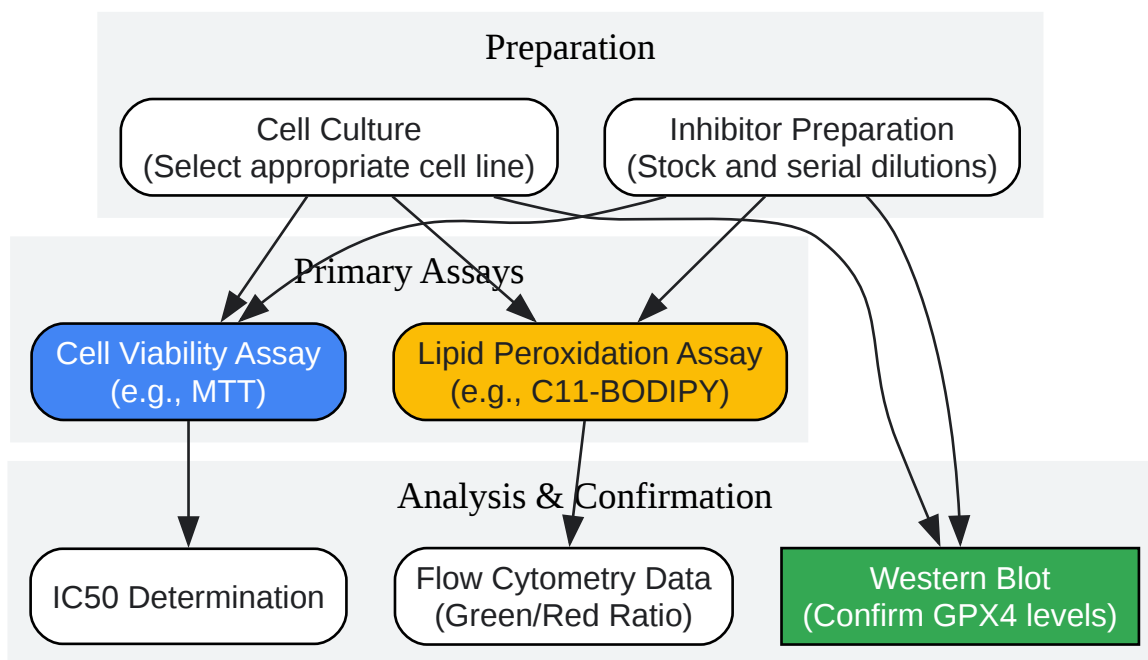 Preparation
Cell Culture
(Select appropriate cell line)
Inhibitor Preparation
(Stock and serial dilutions)
Primary Assays
Cell Viability Assay
(e.g., MTT)
Lipid Peroxidation Assay
(e.g., C11-BODIPY)
Analysis & Confirmation
IC50 Determination
Flow Cytometry Data
(Green/Red Ratio)
Western Blot
(Confirm GPX4 levels)